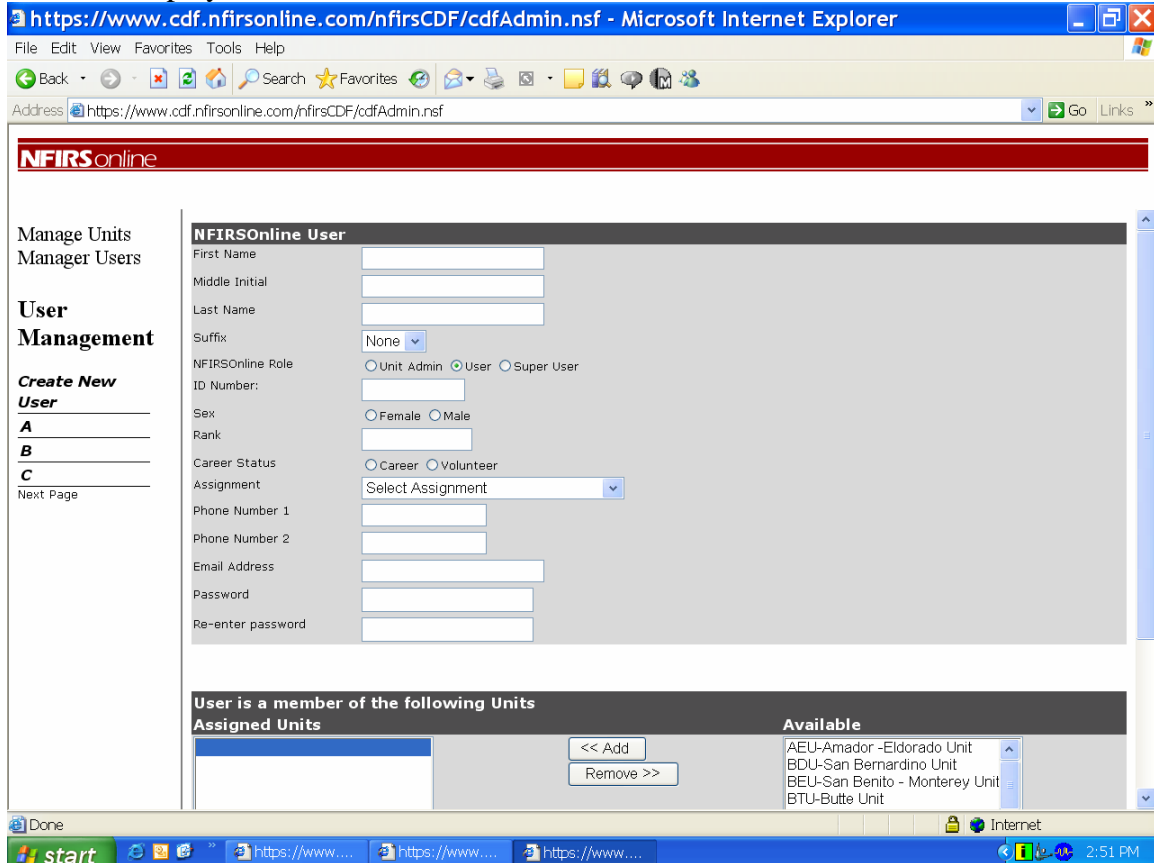 https://www.cdf.nfirsonline.com/nfirsCDF/cdfAdmin.nsf - Microsoft Internet Explorer
File Edit View Favorites Tools Help
Back Search Favorites
Address https://www.cdf.nfirsonline.com/nfirsCDF/cdfAdmin.nsf Go Links »
NFIRSonline
Manage Units
Manager Users
User
Management
Create New
User
A
B
C
Next Page
NFIRSOnline User
First Name
Middle Initial
Last Name
Suffix None
NFIRSOnline Role Unit Admin User Super User
ID Number:
Sex Female Male
Rank
Career Status Career Volunteer
Assignment Select Assignment
Phone Number 1
Phone Number 2
Email Address
Password
Re-enter password
User is a member of the following Units
Assigned Units Available
<< Add
Remove >>
AEU-Amador -Eldorado Unit
BDU-San Bernardino Unit
BEU-San Benito - Monterey Unit
BTU-Butte Unit
Done Internet
start » https://www.... https://www.... https://www.... 2:51 PM